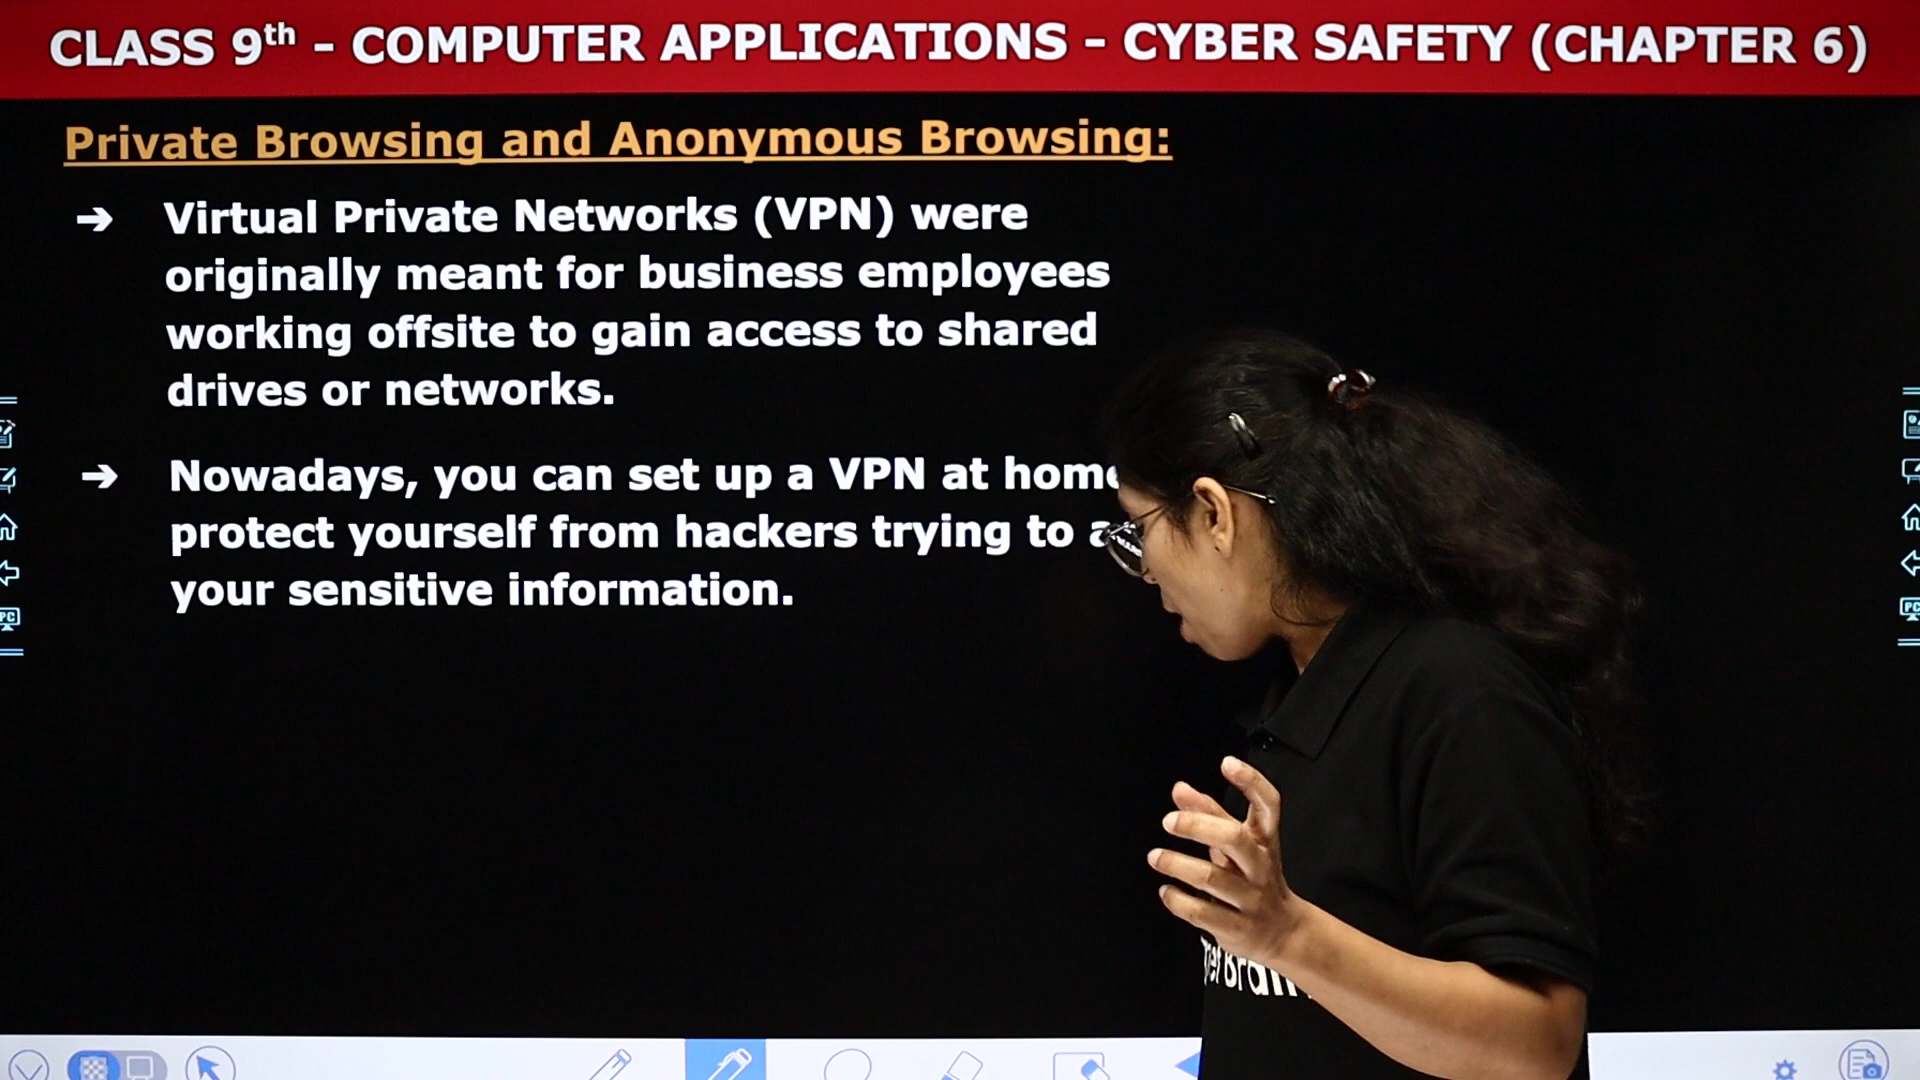 CLASS 9th - COMPUTER APPLICATIONS - CYBER SAFETY (CHAPTER 6)
Private Browsing and Anonymous Browsing:
➔ Virtual Private Networks (VPN) were
originally meant for business employees
working offsite to gain access to shared
drives or networks.
➔ Nowadays, you can set up a VPN at home
protect yourself from hackers trying to
your sensitive information.
PC
PC